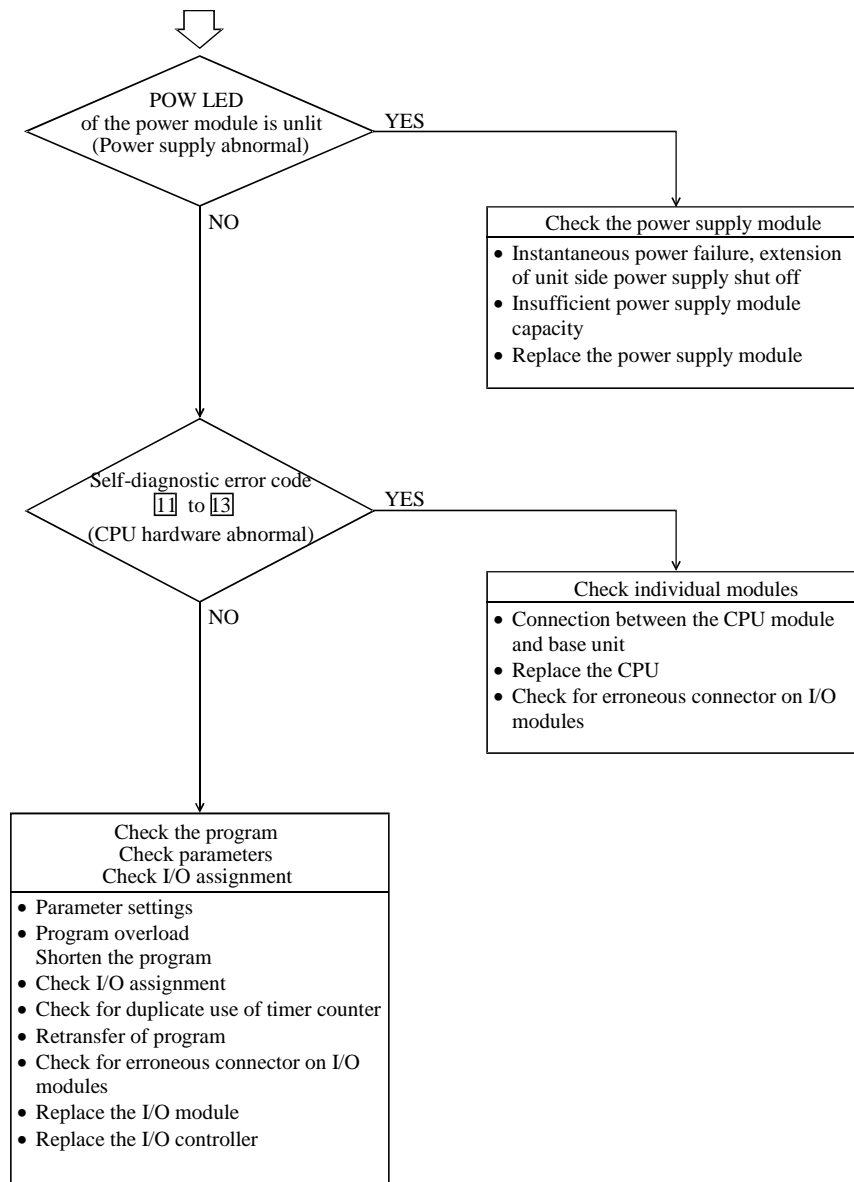 POW LED
of the power module is unlit
(Power supply abnormal)
YES
NO
Check the power supply module
• Instantaneous power failure, extension
of unit side power supply shut off
• Insufficient power supply module
capacity
• Replace the power supply module
Self-diagnostic error code
11 to 13
(CPU hardware abnormal)
YES
NO
Check individual modules
• Connection between the CPU module
and base unit
• Replace the CPU
• Check for erroneous connector on I/O
modules
Check the program
Check parameters
Check I/O assignment
• Parameter settings
• Program overload
Shorten the program
• Check I/O assignment
• Check for duplicate use of timer counter
• Retransfer of program
• Check for erroneous connector on I/O
modules
• Replace the I/O module
• Replace the I/O controller